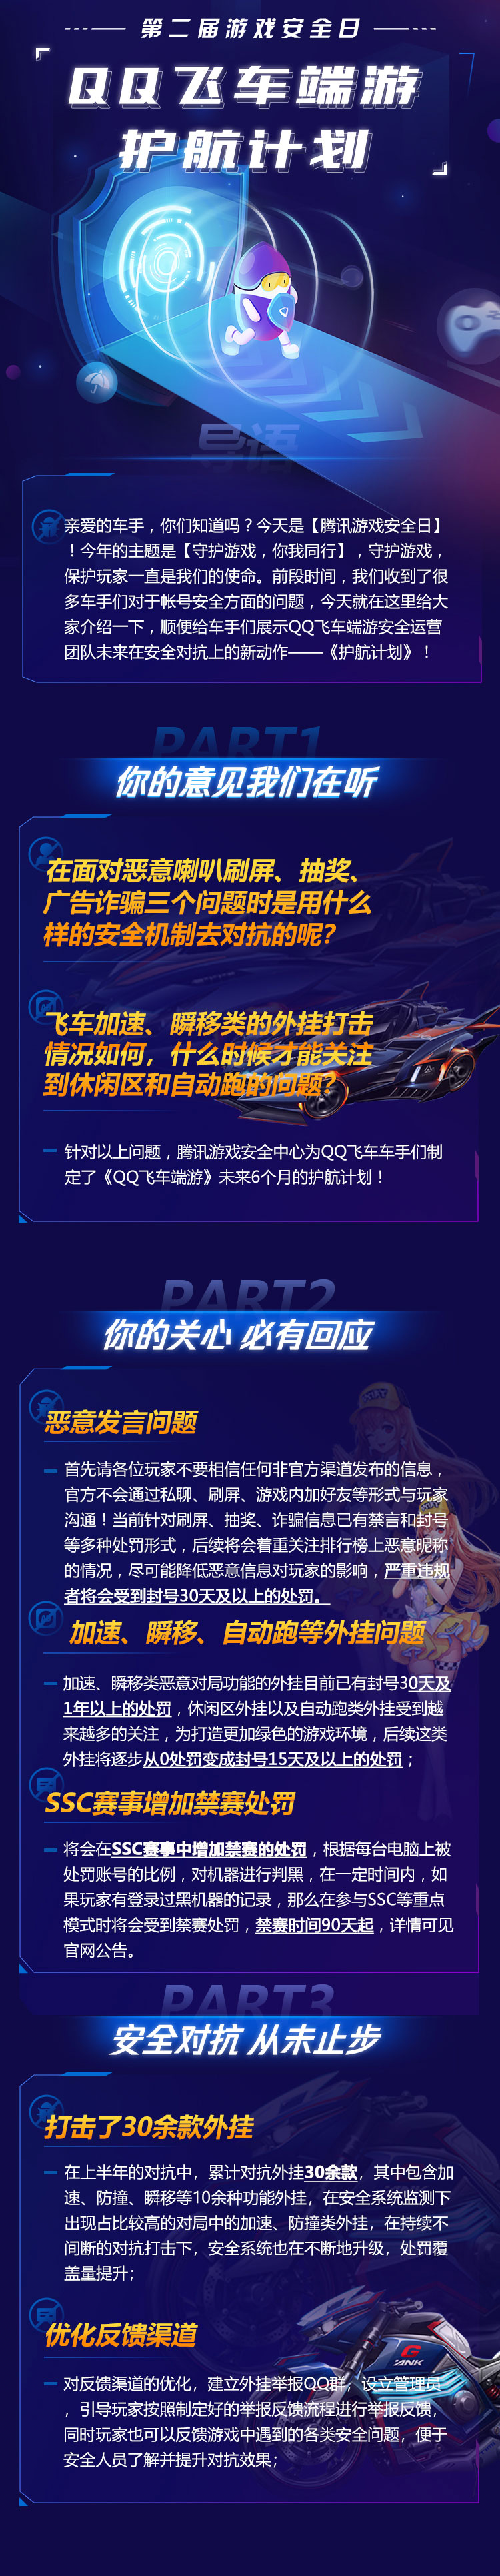 第二届游戏安全日
QQ飞车端游
护航计划
导语
亲爱的车手，你们知道吗？今天是【腾讯游戏安全日】
！今年的主题是【守护游戏，你我同行】，守护游戏，
保护玩家一直是我们的使命。前段时间，我们收到了很
多车手们对于帐号安全方面的问题，今天就在这里给大
家介绍一下，顺便给车手们展示QQ飞车端游安全运营
团队未来在安全对抗上的新动作——《护航计划》！
PART1
你的意见我们在听
在面对恶意喇叭刷屏、抽奖、
广告诈骗三个问题时是用什么
样的安全机制去对抗的呢？
飞车加速、瞬移类的外挂打击
情况如何，什么时候才能关注
到休闲区和自动跑的问题？
针对以上问题，腾讯游戏安全中心为QQ飞车车手们制
定了《QQ飞车端游》未来6个月的护航计划！
PART2
你的关心 必有回应
恶意发言问题
首先请各位玩家不要相信任何非官方渠道发布的信息，
官方不会通过私聊、刷屏、游戏内加好友等形式与玩家
沟通！当前针对刷屏、抽奖、诈骗信息已有禁言和封号
等多种处罚形式，后续将会着重关注排行榜上恶意昵称
的情况，尽可能降低恶意信息对玩家的影响，严重违规
者将会受到封号30天及以上的处罚。
加速、瞬移、自动跑等外挂问题
加速、瞬移类恶意对局功能的外挂目前已有封号30天及
1年以上的处罚，休闲区外挂以及自动跑类外挂受到越
来越多的关注，为打造更加绿色的游戏环境，后续这类
外挂将逐步从0处罚变成封号15天及以上的处罚；
SSC赛事增加禁赛处罚
将会在SSC赛事中增加禁赛的处罚，根据每台电脑上被
处罚账号的比例，对机器进行判黑，在一定时间内，如
果玩家有登录过黑机器的记录，那么在参与SSC等重点
模式时将会受到禁赛处罚，禁赛时间90天起，详情可见
官网公告。
PART3
安全对抗 从未止步
打击了30余款外挂
在上半年的对抗中，累计对抗外挂30余款，其中包含加
速、防撞、瞬移等10余种功能外挂，在安全系统监测下
出现占比较高的对局中的加速、防撞类外挂，在持续不
间断的对抗打击下，安全系统也在不断地升级，处罚覆
盖量提升；
优化反馈渠道
对反馈渠道的优化，建立外挂举报QQ群，设立管理员
，引导玩家按照制定好的举报反馈流程进行举报反馈，
同时玩家也可以反馈游戏中遇到的各类安全问题，便于
安全人员了解并提升对抗效果；
G
ANK